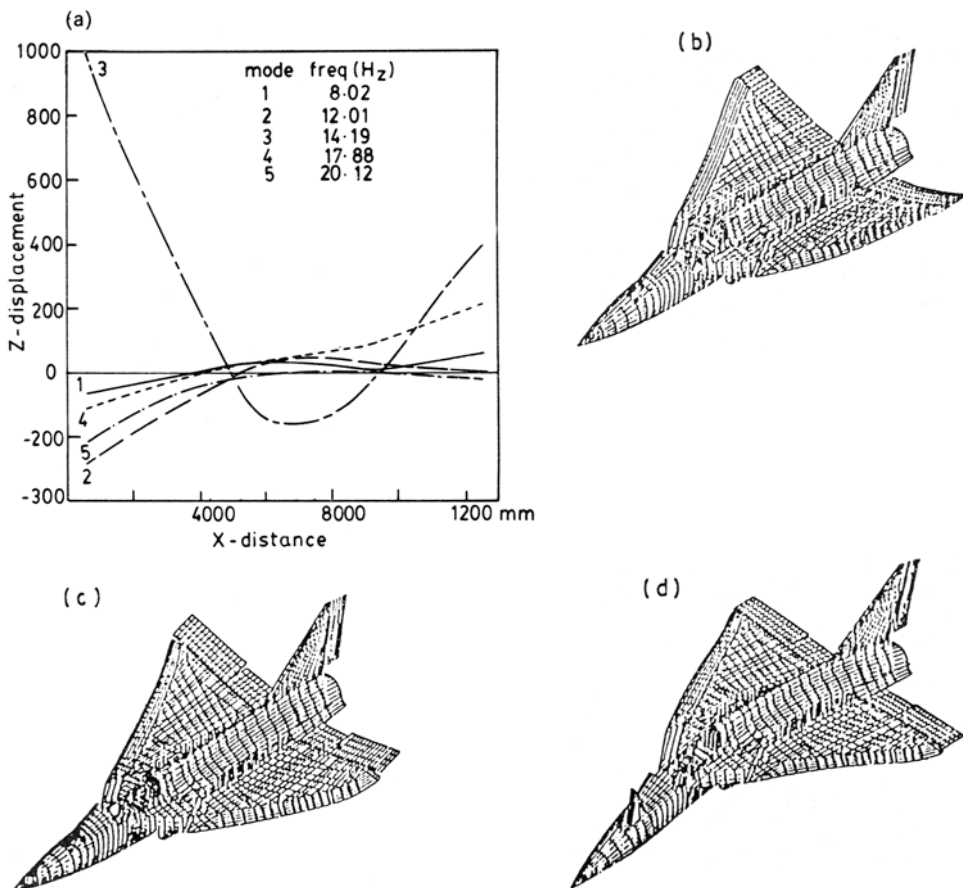 (a)
1000
800
600
400
200
0
-200
-300
Z-displacement
3
mode freq (Hz)
1 8·02
2 12·01
3 14·19
4 17·88
5 20·12
1
4
5
2
4000 8000 1200 mm
X-distance
(b)
(c)
(d)